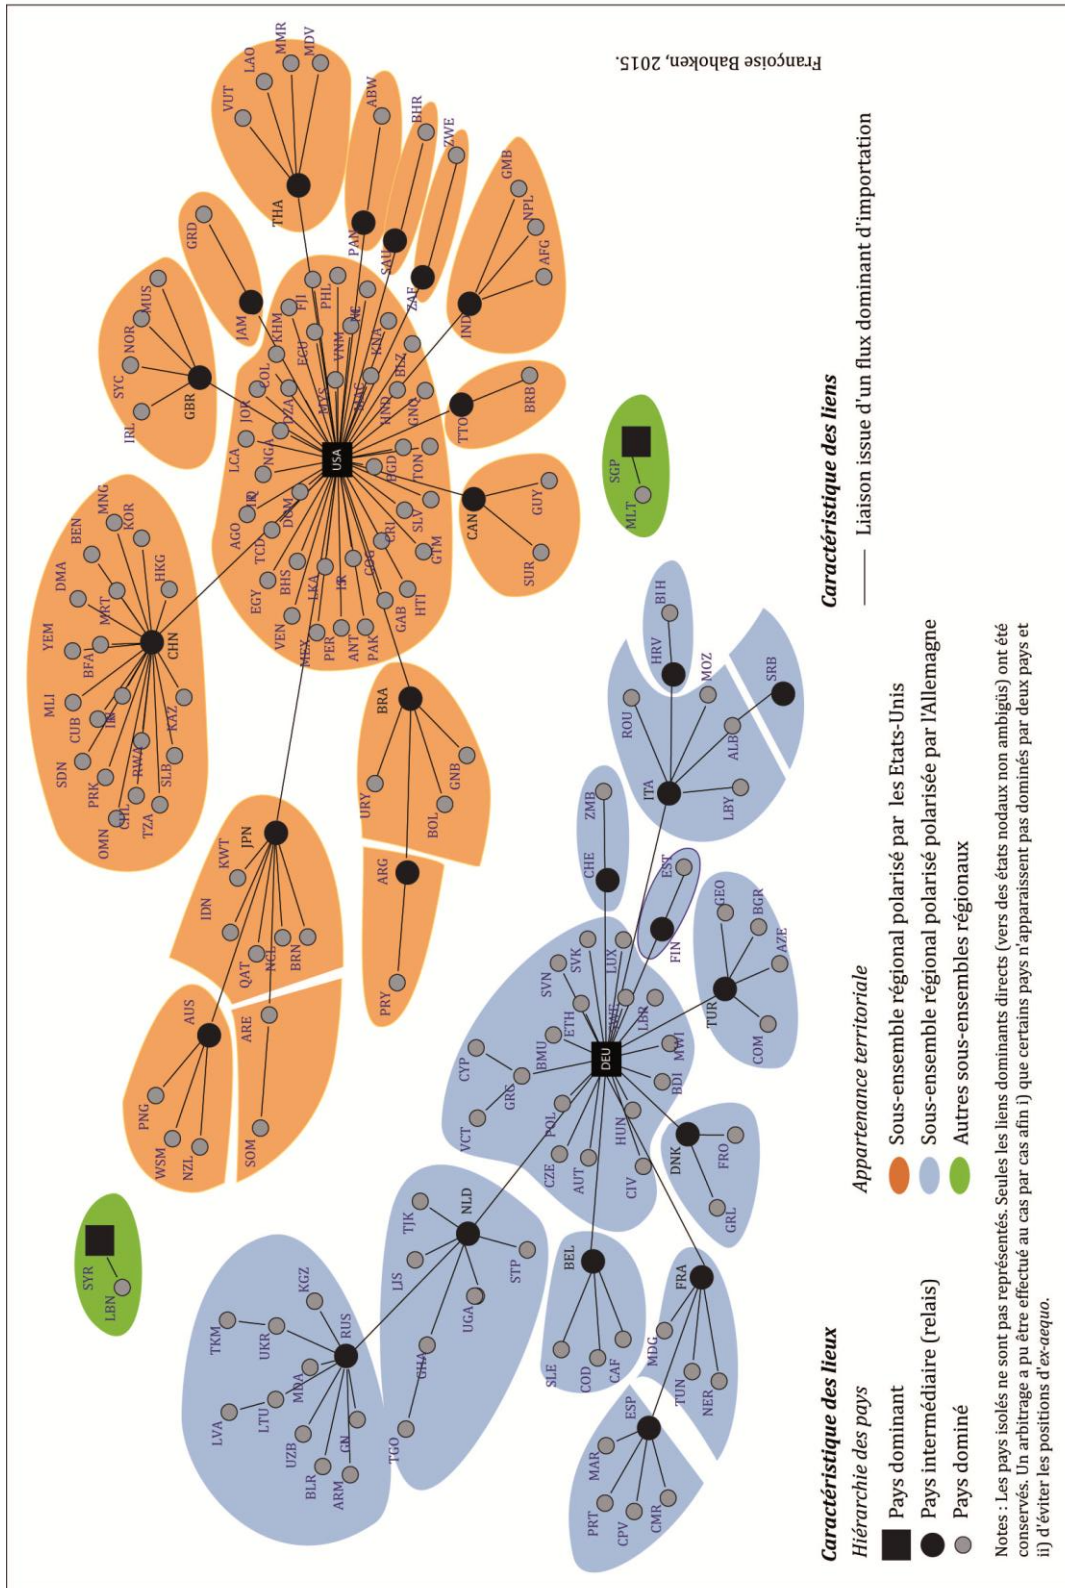 Françoise Bahoken, 2015.
VUT
LAO
MMR
MDV
THA
ABW
PAN
BHR
SAU
ZWE
ZAF
GMB
NPL
AFG
IND
GRD
JAM
MUS
NOR
SYC
IRL
GBR
BRB
TTO
GUY
SUR
CAN
USA
KHM
FJI
PHL
ECU
VNM
COL
JOR
DZA
MYS
MAC
KNA
BLZ
HND
GNQ
LCA
NGA
TON
AGO
DOM
TCD
EGY
BHS
LKA
VEN
MEX
PER
ANT
PAK
COG
CRI
SLV
GTM
GAB
HTI
MNG
KOR
BEN
DMA
MRT
HKG
YEM
BFA
CHN
MLI
CUB
SDN
PRK
RWA
KAZ
SLB
OMN
CHL
TZA
BRA
URY
BOL
GNB
ARG
PRY
JPN
KWT
IDN
QAT
NCL
BRN
AUS
PNG
WSM
NZL
ARE
SOM
SGP
MLT
SYR
LBN
BIH
HRV
MOZ
ROU
ITA
ALB
LBY
SRB
ZMB
CHE
EST
FIN
GEO
BGR
AZE
COM
TUR
DEU
SVK
LUX
SVN
ETH
SWE
LBR
BMU
CYP
GRC
VCT
MWI
BDI
POL
HUN
CZE
AUT
CIV
DNK
FRO
GRL
BEL
SLE
COD
CAF
FRA
MDG
TUN
NER
ESP
MAR
PRT
CPV
CMR
NLD
TJK
STP
UGA
GHA
TGO
RUS
KGZ
TKM
UKR
MDA
LTU
LVA
UZB
BLR
ARM
Caractéristique des lieux
Hiérarchie des pays
Pays dominant
Pays intermédiaire (relais)
Pays dominé
Appartenance territoriale
Sous-ensemble régional polarisé par les Etats-Unis
Sous-ensemble régional polarisée par l'Allemagne
Autres sous-ensembles régionaux
Caractéristique des liens
Liaison issue d'un flux dominant d'importation
Notes : Les pays isolés ne sont pas représentés. Seules les liens dominants directs (vers des états nodaux non ambigüs) ont été
conservés. Un arbitrage a pu être effectué au cas par cas afin i) que certains pays n'apparaissent pas dominés par deux pays et
ii) d'éviter les positions d'ex-aequo.